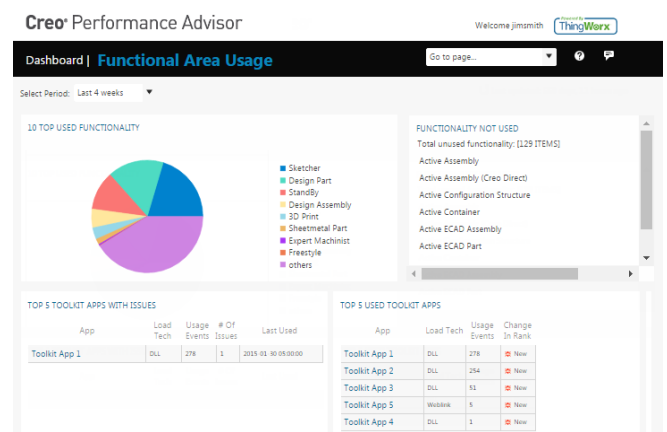 Creo® Performance Advisor
Welcome jimsmith
Powered By
ThingWorx
Dashboard | Functional Area Usage
Go to page...
?
Select Period: Last 4 weeks
10 TOP USED FUNCTIONALITY
Sketcher
Design Part
StandBy
Design Assembly
3D Print
Sheetmetal Part
Expert Machinist
Freestyle
others
FUNCTIONALITY NOT USED
Total unused functionality: [129 ITEMS]
Active Assembly
Active Assembly (Creo Direct)
Active Configuration Structure
Active Container
Active ECAD Assembly
Active ECAD Part
TOP 5 TOOLKIT APPS WITH ISSUES
App Load Tech Usage Events # Of Issues Last Used
Toolkit App 1 DLL 278 1 2015 01 30 05:00:00
TOP 5 USED TOOLKIT APPS
App Load Tech Usage Events Change In Rank
Toolkit App 1 DLL 278 New
Toolkit App 2 DLL 254 New
Toolkit App 3 DLL 51 New
Toolkit App 5 Weblink 5 New
Toolkit App 4 DLL 1 New